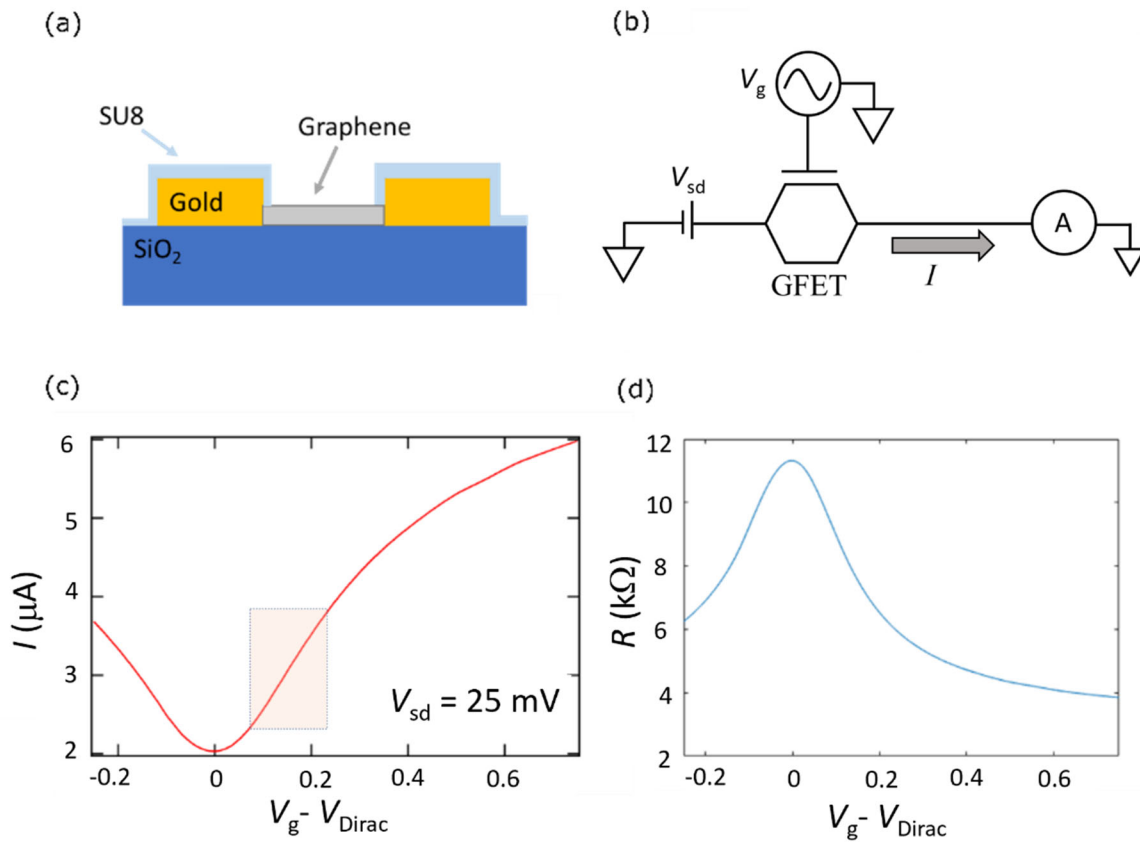 (a)
SU8
Graphene
Gold
SiO2
(b)
Vg
Vsd
A
I
GFET
(c)
6
5
4
3
2
I (μA)
Vsd = 25 mV
-0.2 0 0.2 0.4 0.6
Vg- VDirac
(d)
12
10
8
6
4
2
R (kΩ)
-0.2 0 0.2 0.4 0.6
Vg- VDirac